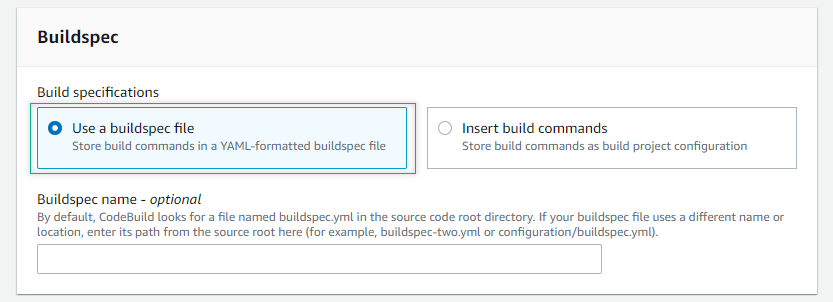 Buildspec
Build specifications
Use a buildspec file
Store build commands in a YAML-formatted buildspec file
Insert build commands
Store build commands as build project configuration
Buildspec name - optional
By default, CodeBuild looks for a file named buildspec.yml in the source code root directory. If your buildspec file uses a different name or
location, enter its path from the source root here (for example, buildspec-two.yml or configuration/buildspec.yml).